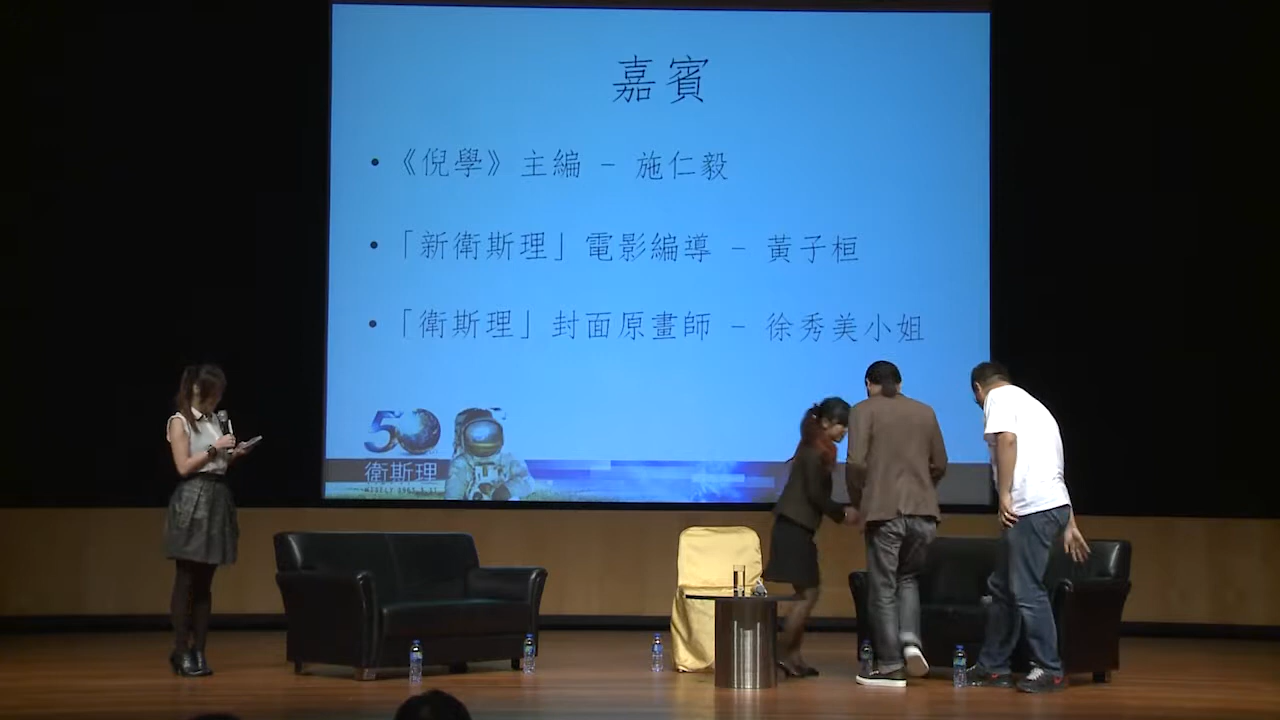 嘉賓
• 《倪學》主編 – 施仁毅
• 「新衛斯理」電影編導 – 黃子桓
• 「衛斯理」封面原畫師 – 徐秀美小姐
50
衛斯理